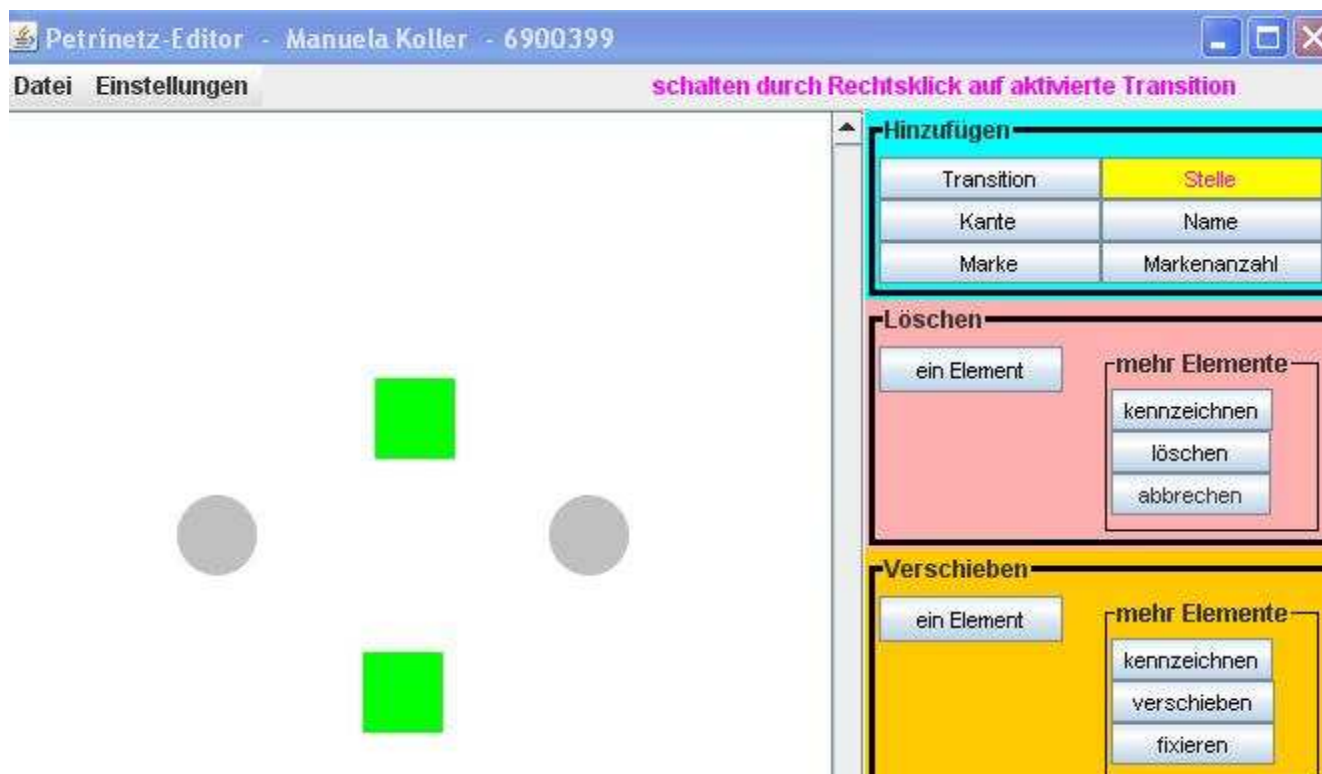 Petrinetz-Editor - Manuela Koller - 6900399
Datei Einstellungen
schalten durch Rechtsklick auf aktivierte Transition
Hinzufügen
Transition Stelle
Kante Name
Marke Markenanzahl
Löschen
ein Element
mehr Elemente
kennzeichnen
löschen
abbrechen
Verschieben
ein Element
mehr Elemente
kennzeichnen
verschieben
fixieren